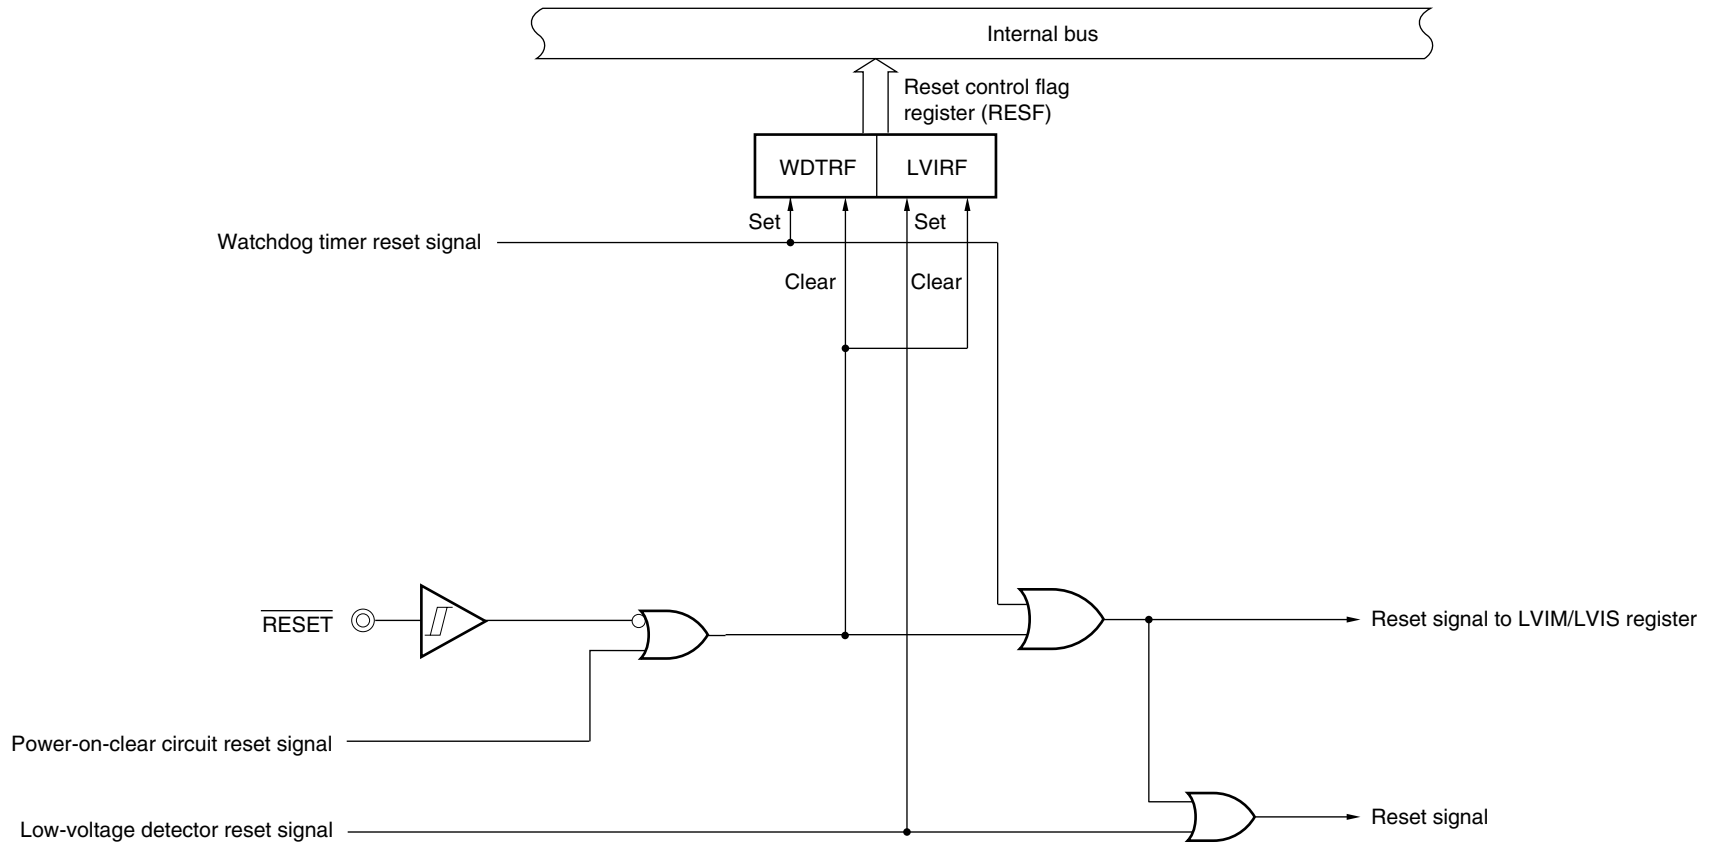 Internal bus
Reset control flag
register (RESF)
WDTRF
LVIRF
Set
Set
Watchdog timer reset signal
Clear
Clear
RESET
Reset signal to LVIM/LVIS register
Power-on-clear circuit reset signal
Low-voltage detector reset signal
Reset signal